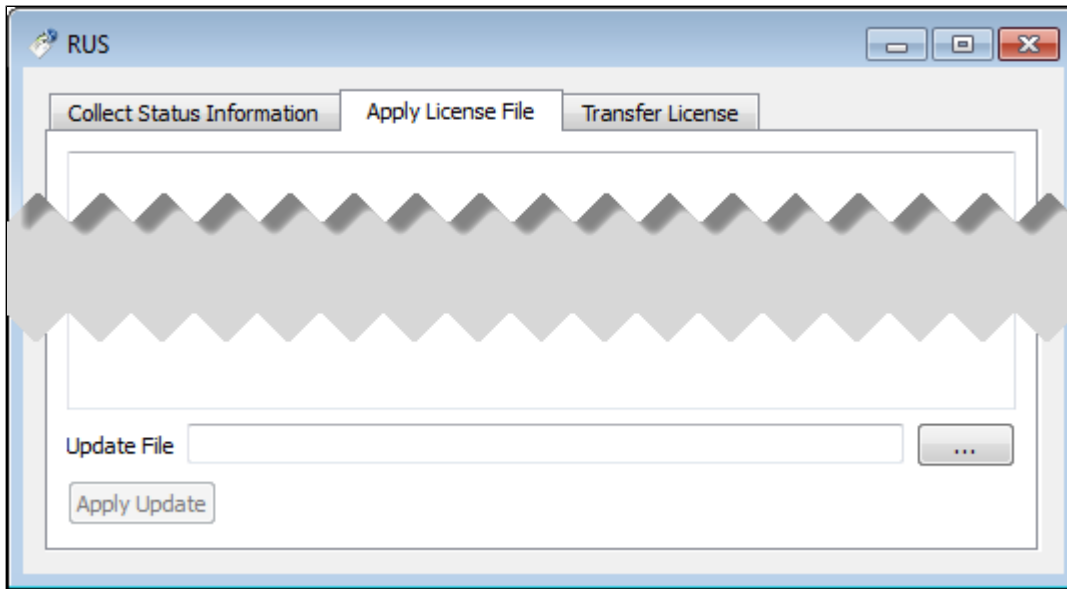 RUS
Collect Status Information Apply License File Transfer License
Update File ...
Apply Update